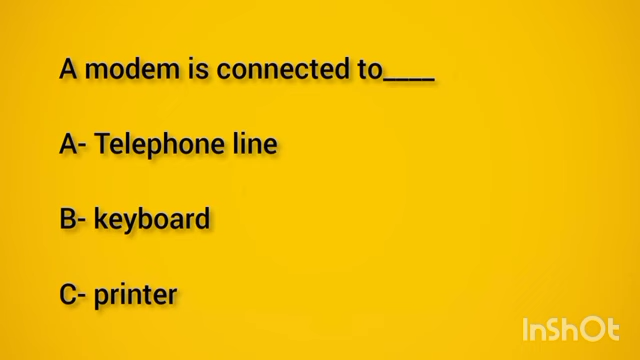 A modem is connected to____
A- Telephone line
B- keyboard
C- printer
InShOt